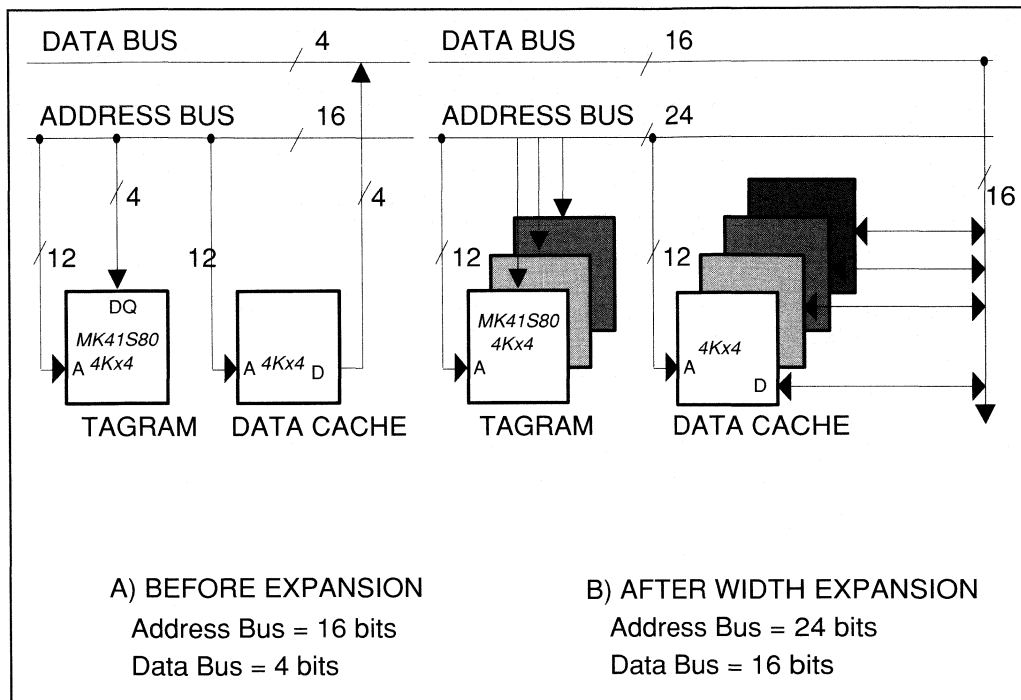 DATA BUS 4
ADDRESS BUS 16
4
4
12
12
DQ
MK41S80
4Kx4
A
A 4Kx4 D
TAGRAM DATA CACHE
DATA BUS 16
ADDRESS BUS 24
16
12
12
MK41S80
4Kx4
A
4Kx4
A
D
TAGRAM DATA CACHE
A) BEFORE EXPANSION
Address Bus = 16 bits
Data Bus = 4 bits
B) AFTER WIDTH EXPANSION
Address Bus = 24 bits
Data Bus = 16 bits